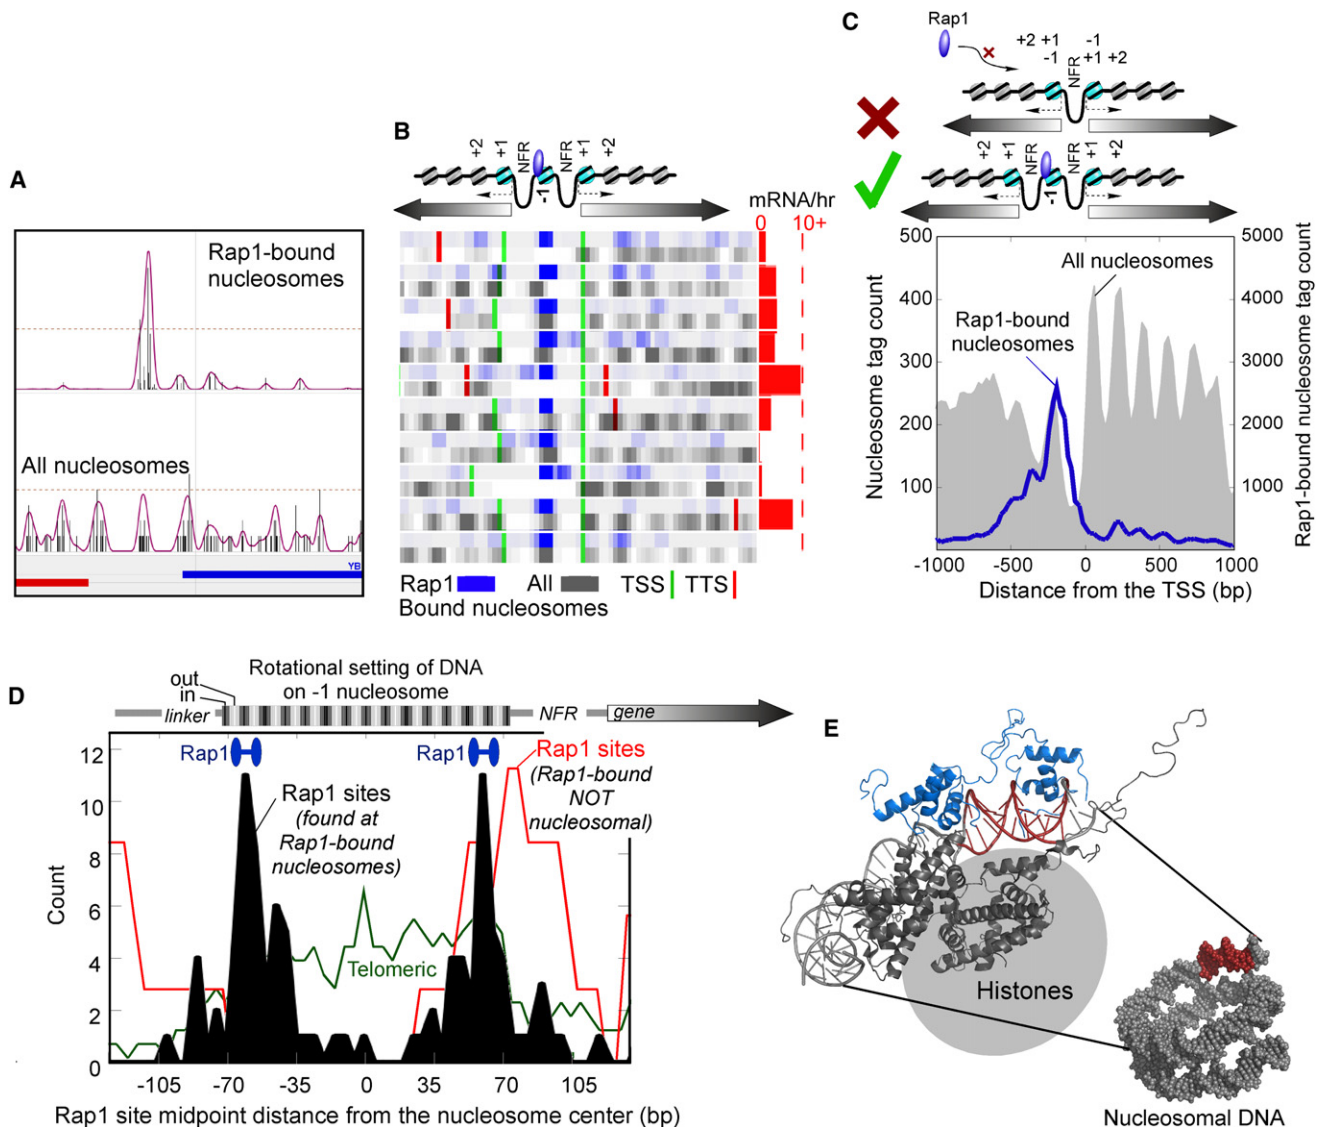 A
Rap1-bound
nucleosomes
All nucleosomes
YB
B
+2
+1
NFR
-1
NFR
+1
+2
mRNA/hr
0 10+
Rap1 All TSS TTS
Bound nucleosomes
C
Rap1
+2 +1 -1
-1 NFR +1 +2
+2
+1
NFR
-1
NFR
+1
+2
500
400
300
200
100
Nucleosome tag count
All nucleosomes
Rap1-bound
nucleosomes
5000
4000
3000
2000
1000
Rap1-bound nucleosome tag count
-1000 -500 0 500 1000
Distance from the TSS (bp)
D
out
in
linker
Rotational setting of DNA
on -1 nucleosome
NFR
gene
12
10
8
6
4
2
0
Count
Rap1
Rap1 sites
(found at
Rap1-bound
nucleosomes)
Telomeric
Rap1
Rap1 sites
(Rap1-bound
NOT
nucleosomal)
-105 -70 -35 0 35 70 105
Rap1 site midpoint distance from the nucleosome center (bp)
E
Histones
Nucleosomal DNA